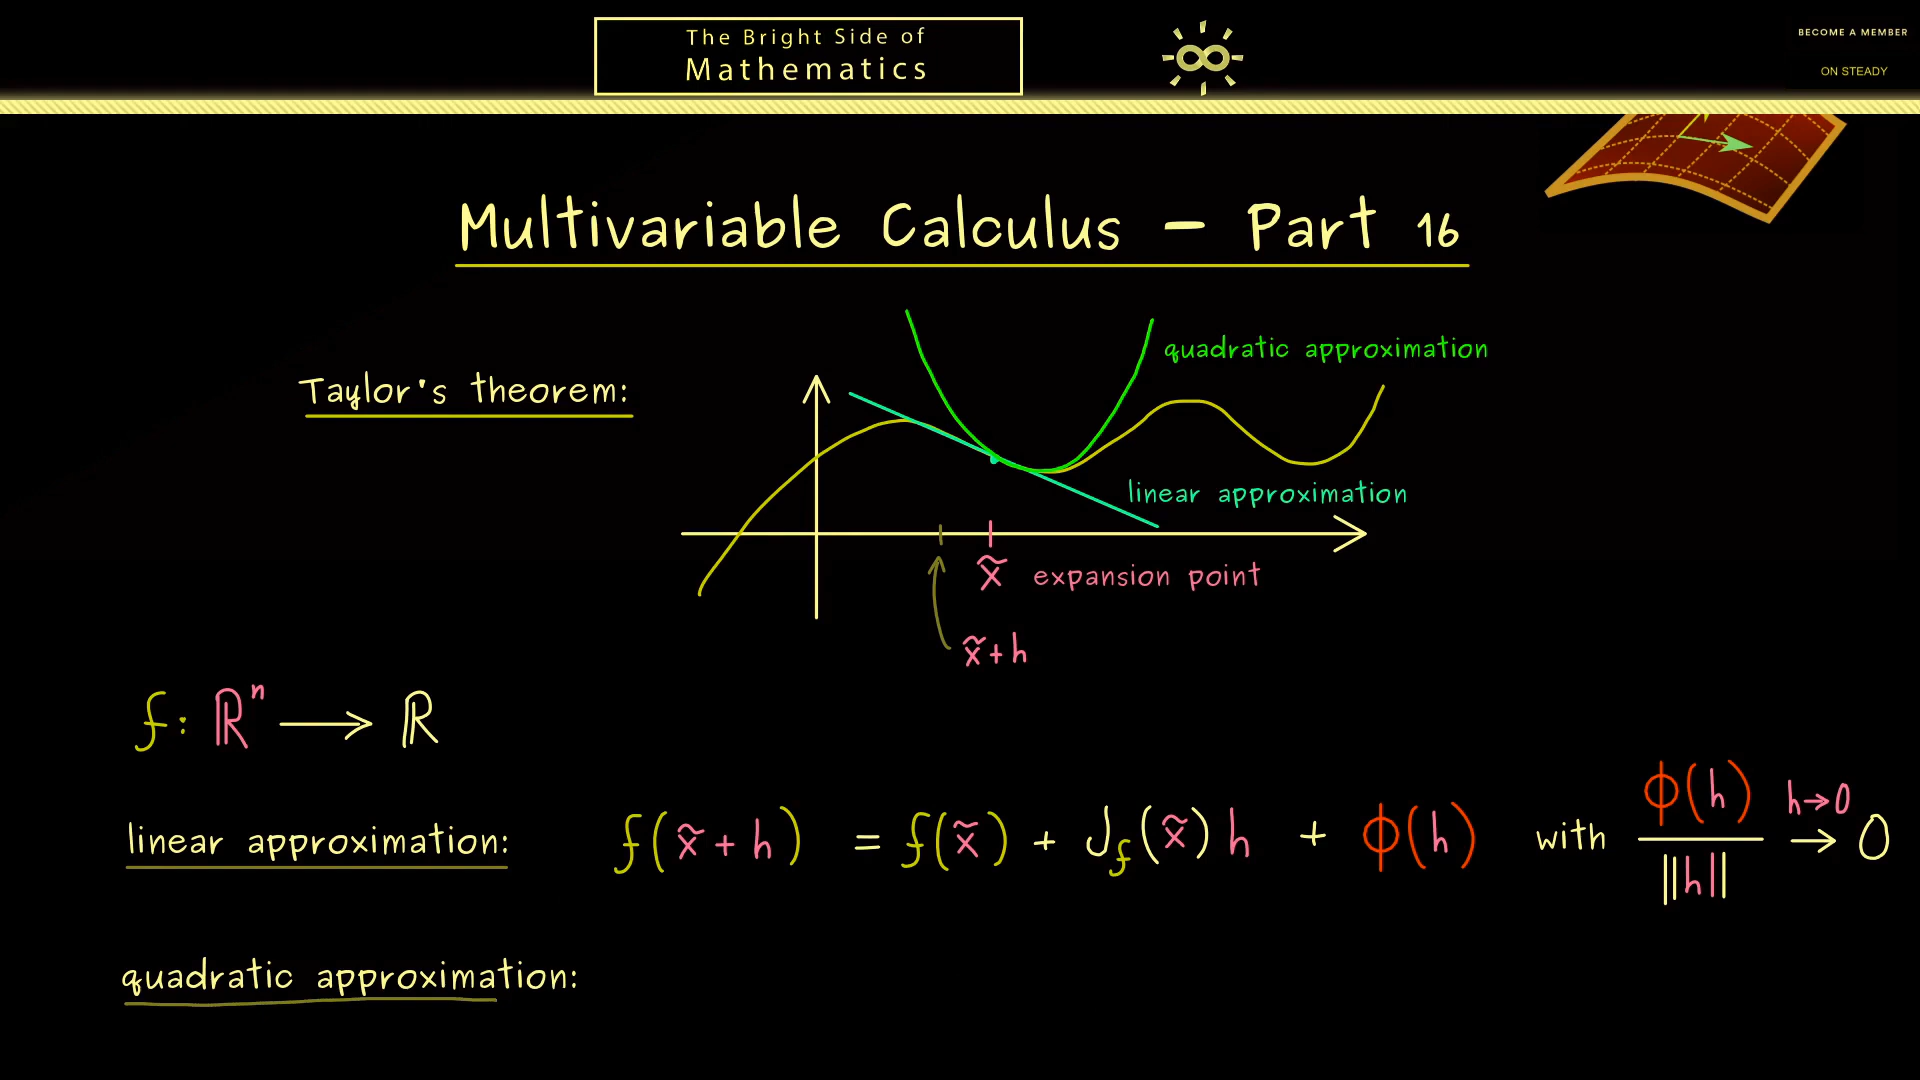 The Bright Side of
Mathematics
BECOME A MEMBER
ON STEADY
Multivariable Calculus – Part 16
Taylor's theorem:
quadratic approximation
linear approximation
x̃ expansion point
x̃+h
f: ℝⁿ ⟶ ℝ
linear approximation: f(x̃+h) = f(x̃) + J_f(x̃)h + ϕ(h) with ϕ(h)/||h|| →^{h→0} 0
quadratic approximation: